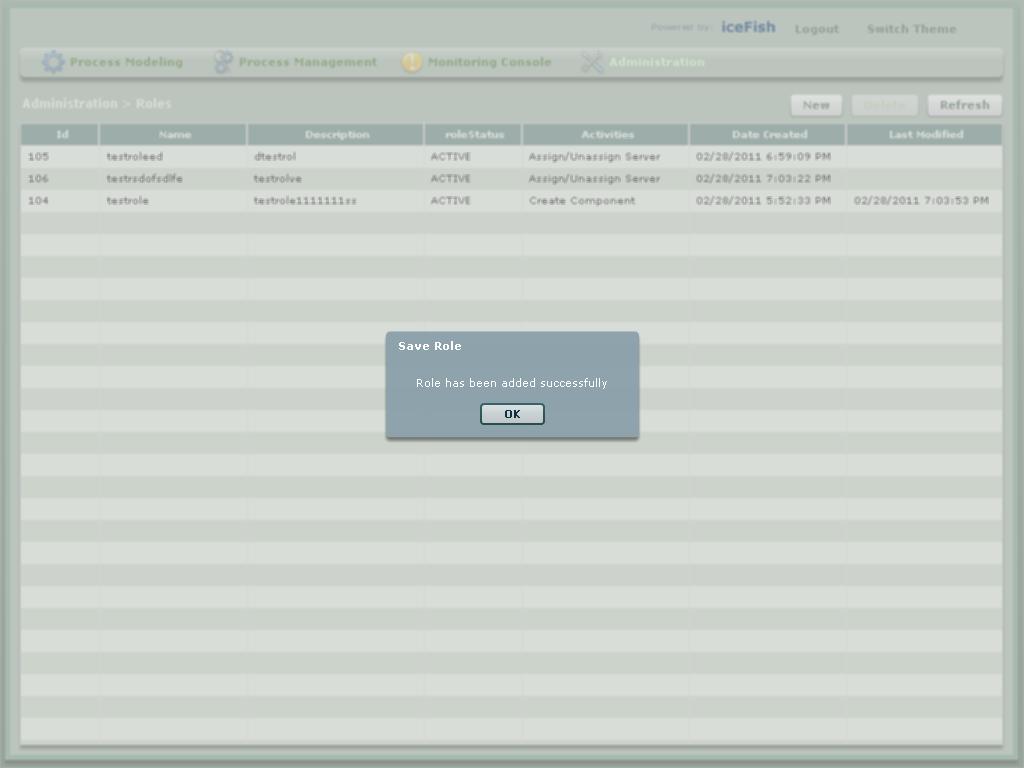 Powered by: iceFish Logout Switch Theme
Process Modeling Process Management Monitoring Console Administration
Administration > Roles New Delete Refresh
Id Name Description roleStatus Activities Date Created Last Modified
105 testroleed dtestrol ACTIVE Assign/Unassign Server 02/28/2011 6:59:09 PM
106 testrsdofsdlfe testrolve ACTIVE Assign/Unassign Server 02/28/2011 7:03:22 PM
104 testrole testrole1111111ss ACTIVE Create Component 02/28/2011 5:52:33 PM 02/28/2011 7:03:53 PM
Save Role
Role has been added successfully
OK